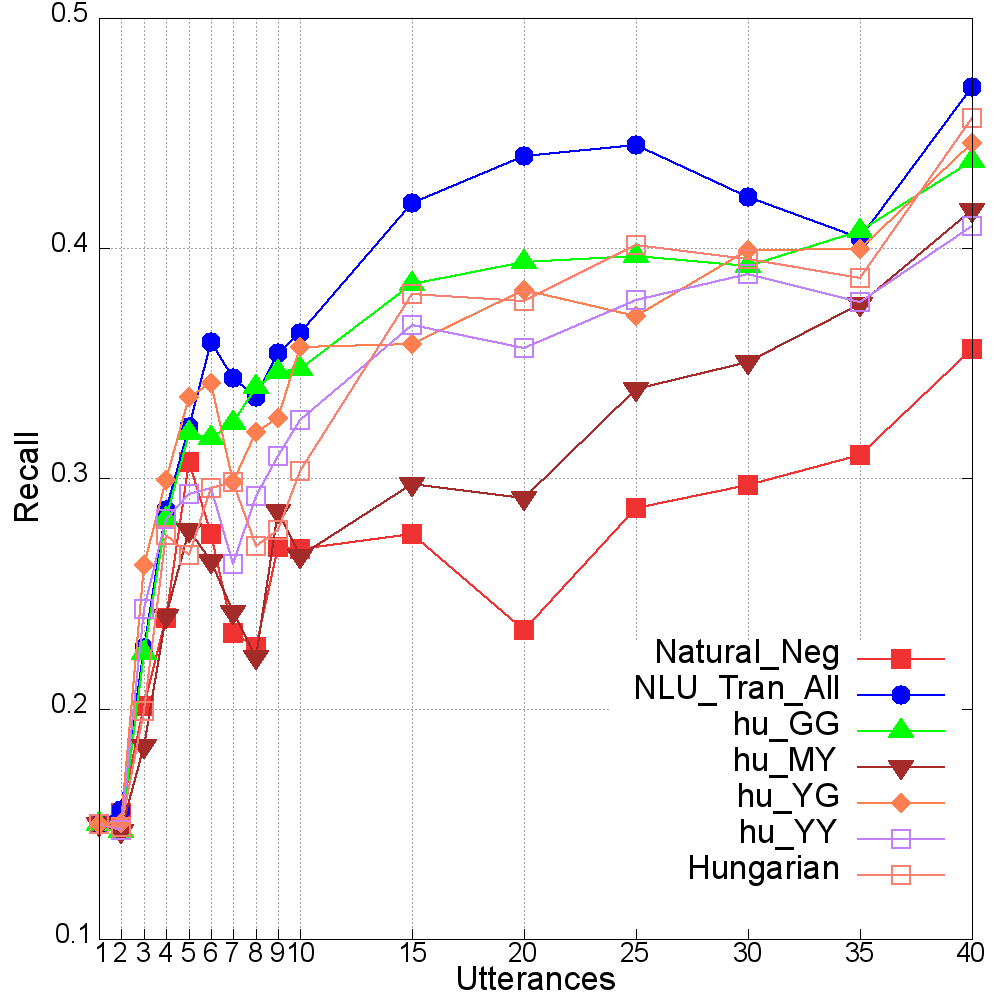 0.5
0.4
0.3
0.2
0.1
Recall
Natural_Neg
NLU_Tran_All
hu_GG
hu_MY
hu_YG
hu_YY
Hungarian
1 2 3 4 5 6 7 8 9 10 15 20 25 30 35 40
Utterances